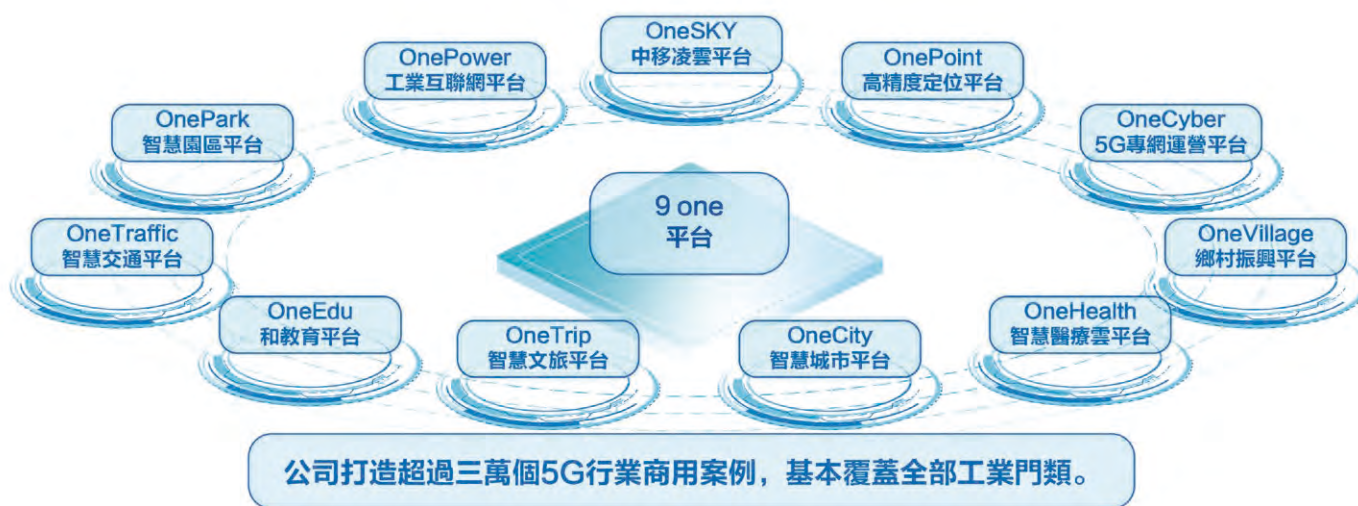 OneSKY
中移凌雲平台
OnePower
工業互聯網平台
OnePoint
高精度定位平台
OnePark
智慧園區平台
OneCyber
5G專網運營平台
9 one
平台
OneTraffic
智慧交通平台
OneVillage
鄉村振興平台
OneEdu
和教育平台
OneTrip
智慧文旅平台
OneCity
智慧城市平台
OneHealth
智慧醫療雲平台
公司打造超過三萬個5G行業商用案例，基本覆蓋全部工業門類。